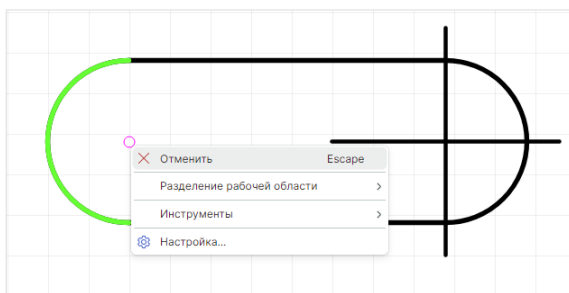 Отменить Escape
Разделение рабочей области
Инструменты
Настройка...